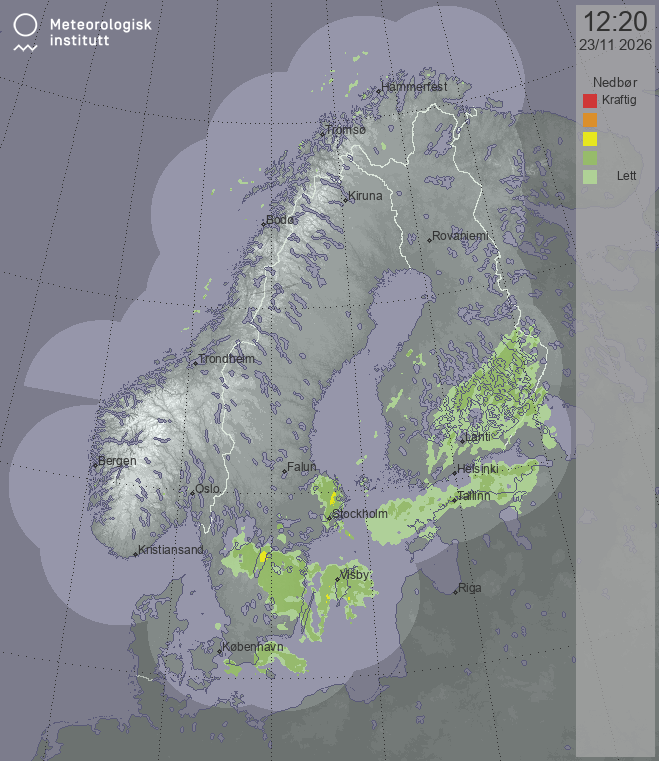 Meteorologisk
institutt
12:20
23/11 2026
Nedbør
Kraftig
Lett
Hammerfest
Tromsø
Kiruna
Bodø
Rovaniemi
Trondheim
Lahti
Bergen
Falun
Helsinki
Oslo
Tallinn
Stockholm
Kristiansand
Visby
Riga
København